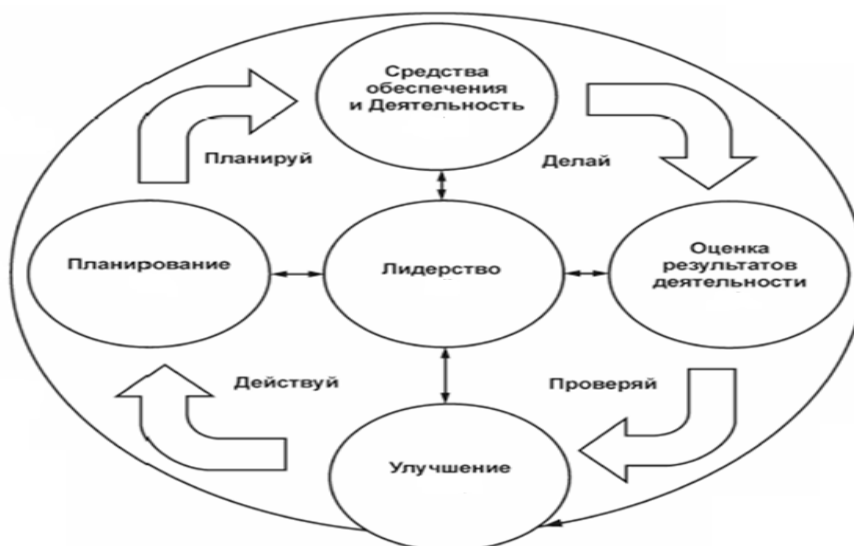 Средства
обеспечения
и Деятельность
Планируй
Делай
Планирование
Лидерство
Оценка
результатов
деятельности
Действуй
Проверяй
Улучшение